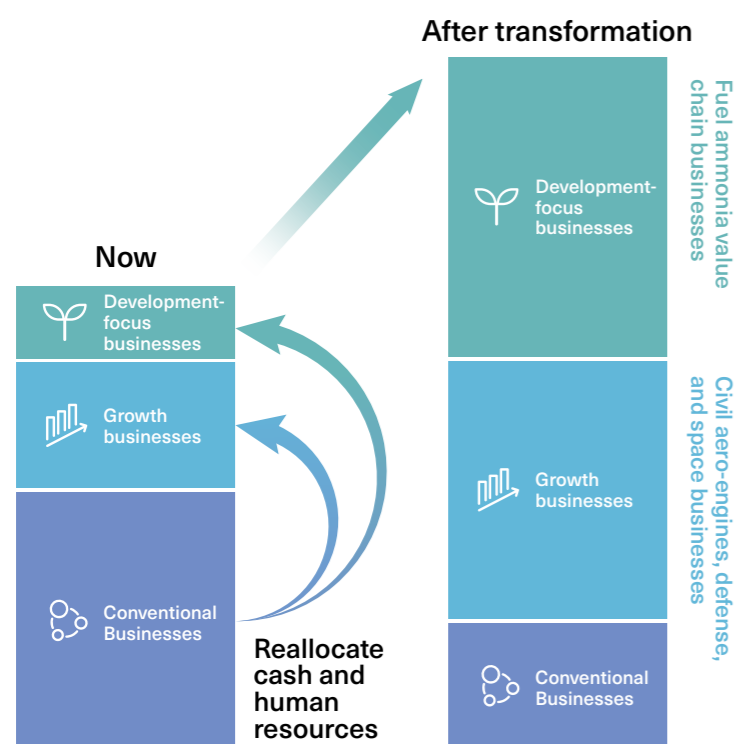 Now
Development-
focus
businesses
Growth
businesses
Conventional
Businesses
Reallocate
cash and
human
resources
After transformation
Development-
focus
businesses
Growth
businesses
Conventional
Businesses
Fuel ammonia value
chain businesses
Civil aero-engines, defense,
and space businesses